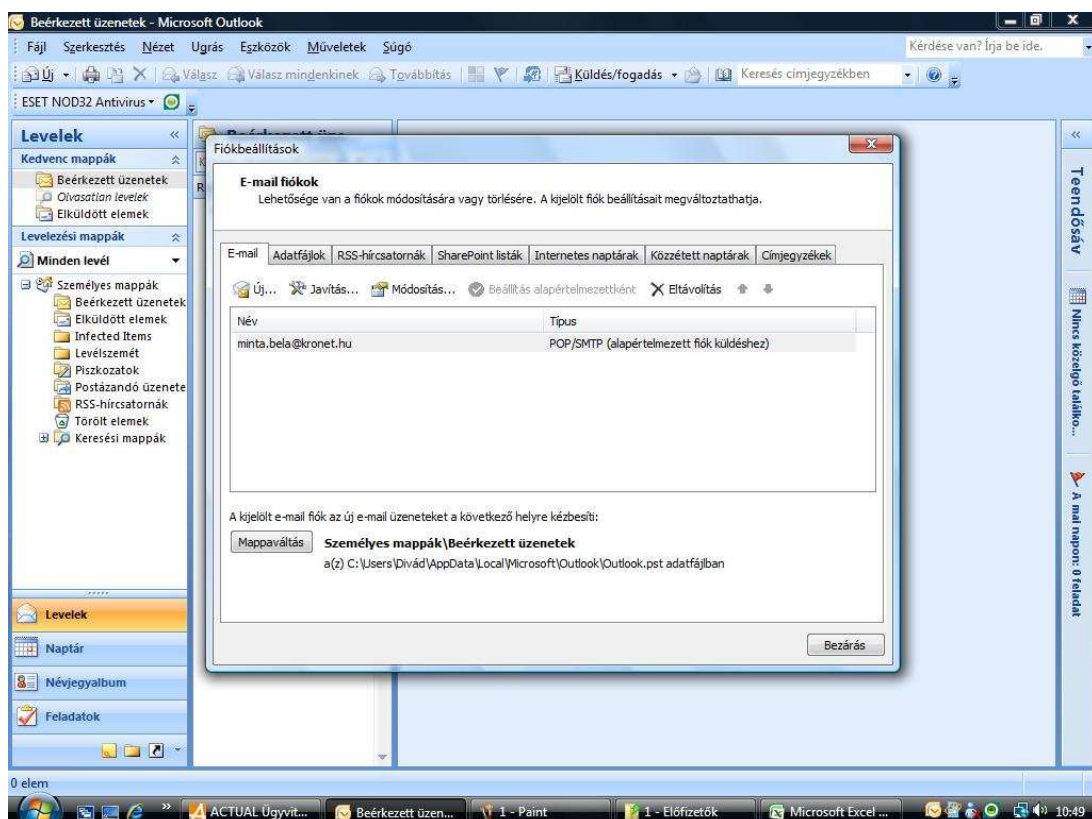 Beérkezett üzenetek - Microsoft Outlook
Fájl Szerkesztés Nézet Ugrás Eszközök Műveletek Súgó
Kérdése van? Írja be ide.
Új Válasz Válasz mindenkinek Továbbítás Küldés/fogadás Keresés címjegyzékben
ESET NOD32 Antivirus
Levelek
Kedvenc mappák
Beérkezett üzenetek
Olvasatlan levelek
Elküldött elemek
Levelezési mappák
Minden levél
Személyes mappák
Beérkezett üzenetek
Elküldött elemek
Infected Items
Levélszemét
Piszkozatok
Postázandó üzenete
RSS-hírcsatornák
Törölt elemek
Keresési mappák
Levelek
Naptár
Névjegyalbum
Feladatok
Fiókbeállítások
E-mail fiókok
Lehetősége van a fiókok módosítására vagy törlésére. A kijelölt fiók beállításait megváltoztathatja.
E-mail Adatfájlok RSS-hírcsatornák SharePoint listák Internetes naptárak Közzétett naptárak Címjegyzékek
Új... Javítás... Módosítás... Beállítás alapértelmezettként Eltávolítás
Név Típus
minta.bela@kronet.hu POP/SMTP (alapértelmezett fiók küldéshez)
A kijelölt e-mail fiók az új e-mail üzeneteket a következő helyre kézbesíti:
Mappaváltás Személyes mappák\Beérkezett üzenetek
a(z) C:\Users\Divád\AppData\Local\Microsoft\Outlook\Outlook.pst adatfájlban
Bezárás
Teendősáv
Nincs közelgő találko...
A mai napon: 0 feladat
0 elem
ACTUAL Ügyvit... Beérkezett üzen... 1 - Paint 1 - Előfizetők Microsoft Excel ... 10:49